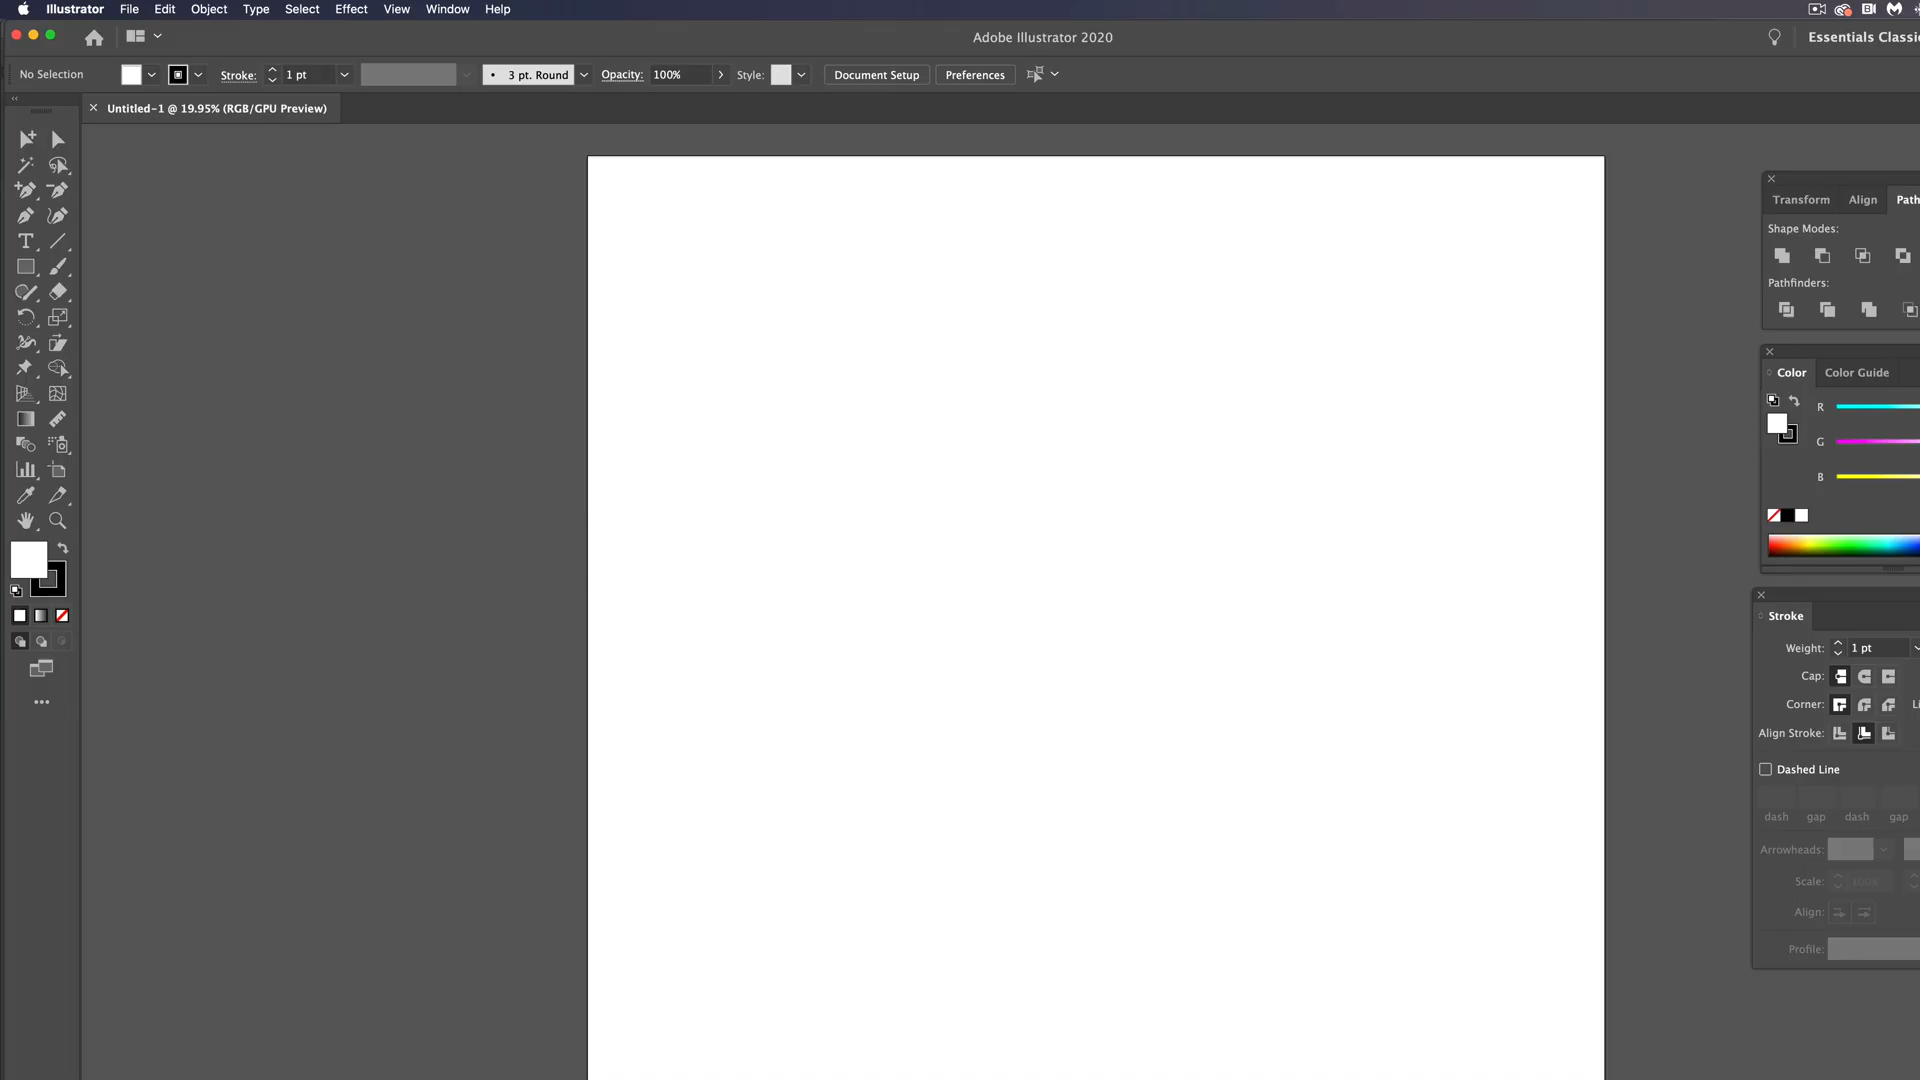 Illustrator File Edit Object Type Select Effect View Window Help
Adobe Illustrator 2020
Essentials Classic
No Selection Stroke: 1 pt 3 pt. Round Opacity: 100% Style: Document Setup Preferences
Untitled-1 @ 19.95% (RGB/GPU Preview)
Transform Align Path
Shape Modes:
Pathfinders:
Color Color Guide
R
G
B
Stroke
Weight: 1 pt
Cap:
Corner: Li
Align Stroke:
Dashed Line
dash gap dash gap
Arrowheads:
Scale: 100%
Align:
Profile: